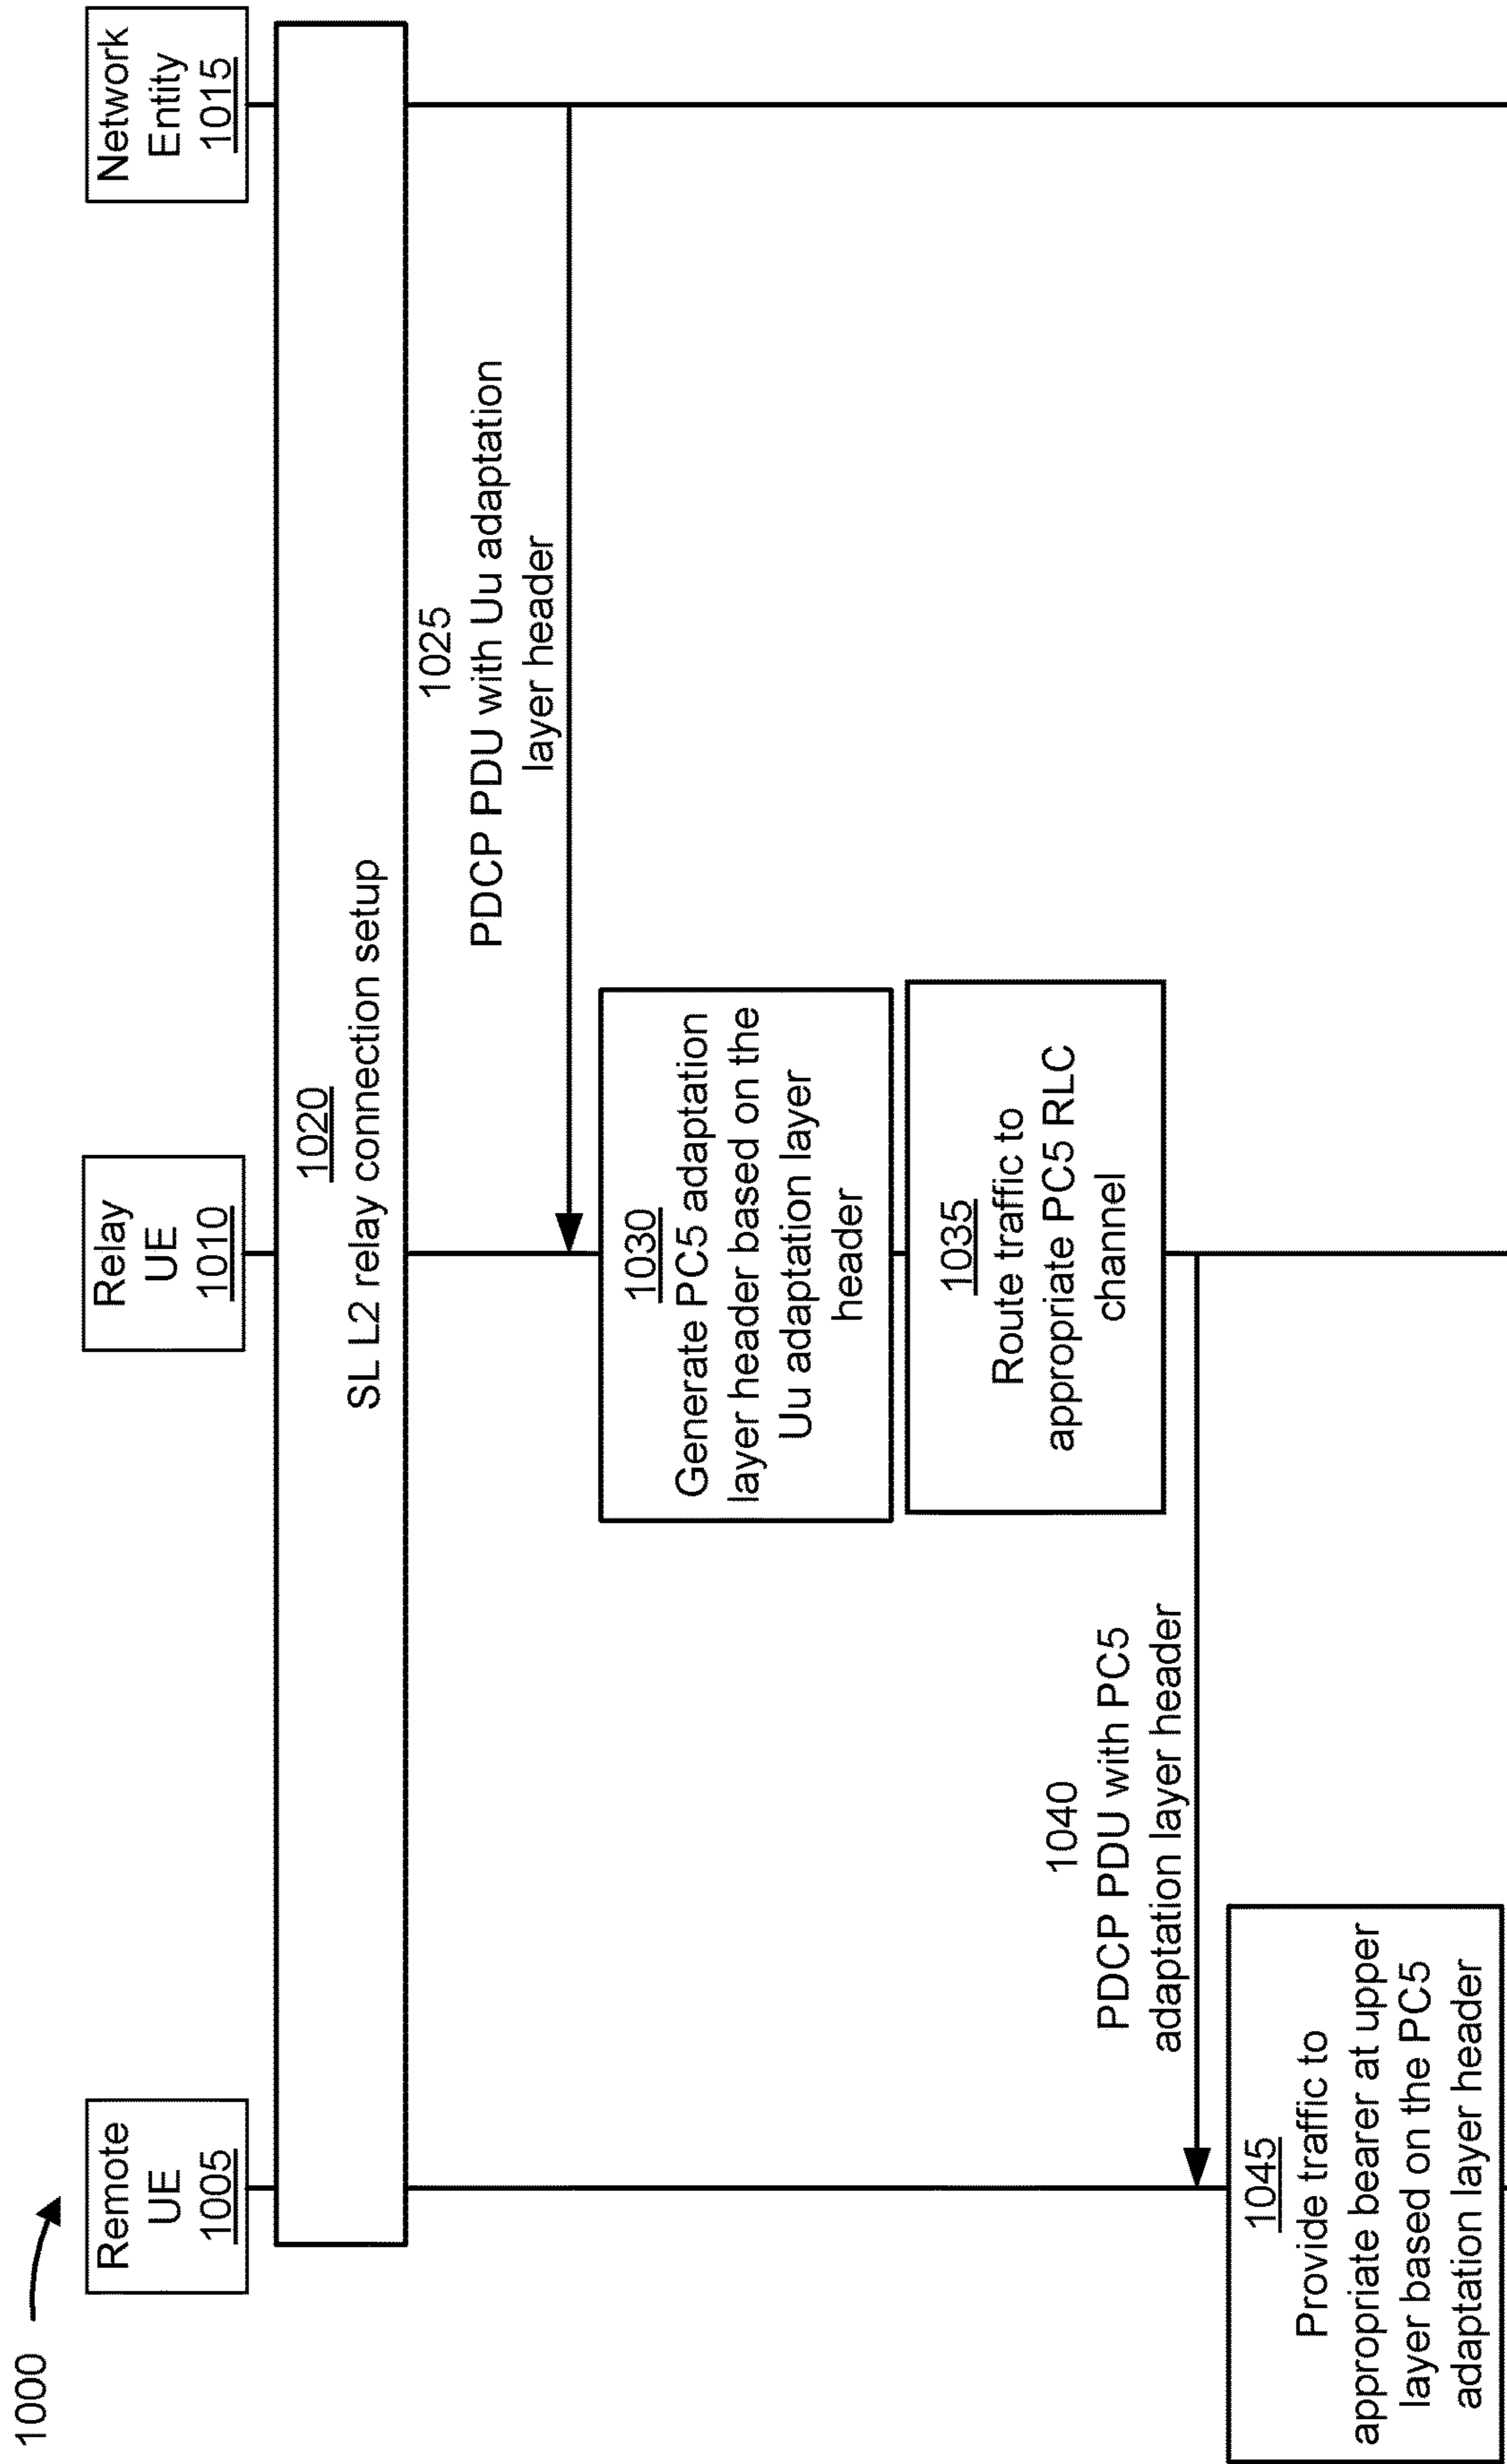 1000
Remote
UE
1005
Relay
UE
1010
Network
Entity
1015
1020
SL L2 relay connection setup
1025
PDCP PDU with Uu adaptation
layer header
1030
Generate PC5 adaptation
layer header based on the
Uu adaptation layer
header
1035
Route traffic to
appropriate PC5 RLC
channel
1040
PDCP PDU with PC5
adaptation layer header
1045
Provide traffic to
appropriate bearer at upper
layer based on the PC5
adaptation layer header